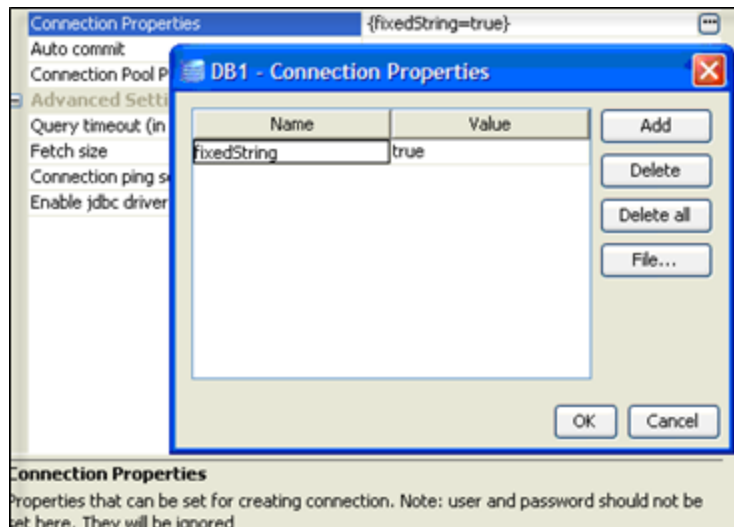 Connection Properties {fixedString=true}
Auto commit
Connection Pool P
Advanced Setti
Query timeout (in
Fetch size
Connection ping s
Enable jdbc driver
DB1 - Connection Properties
Name Value
fixedString true
Add
Delete
Delete all
File...
OK Cancel
Connection Properties
Properties that can be set for creating connection. Note: user and password should not be
set here. They will be ignored